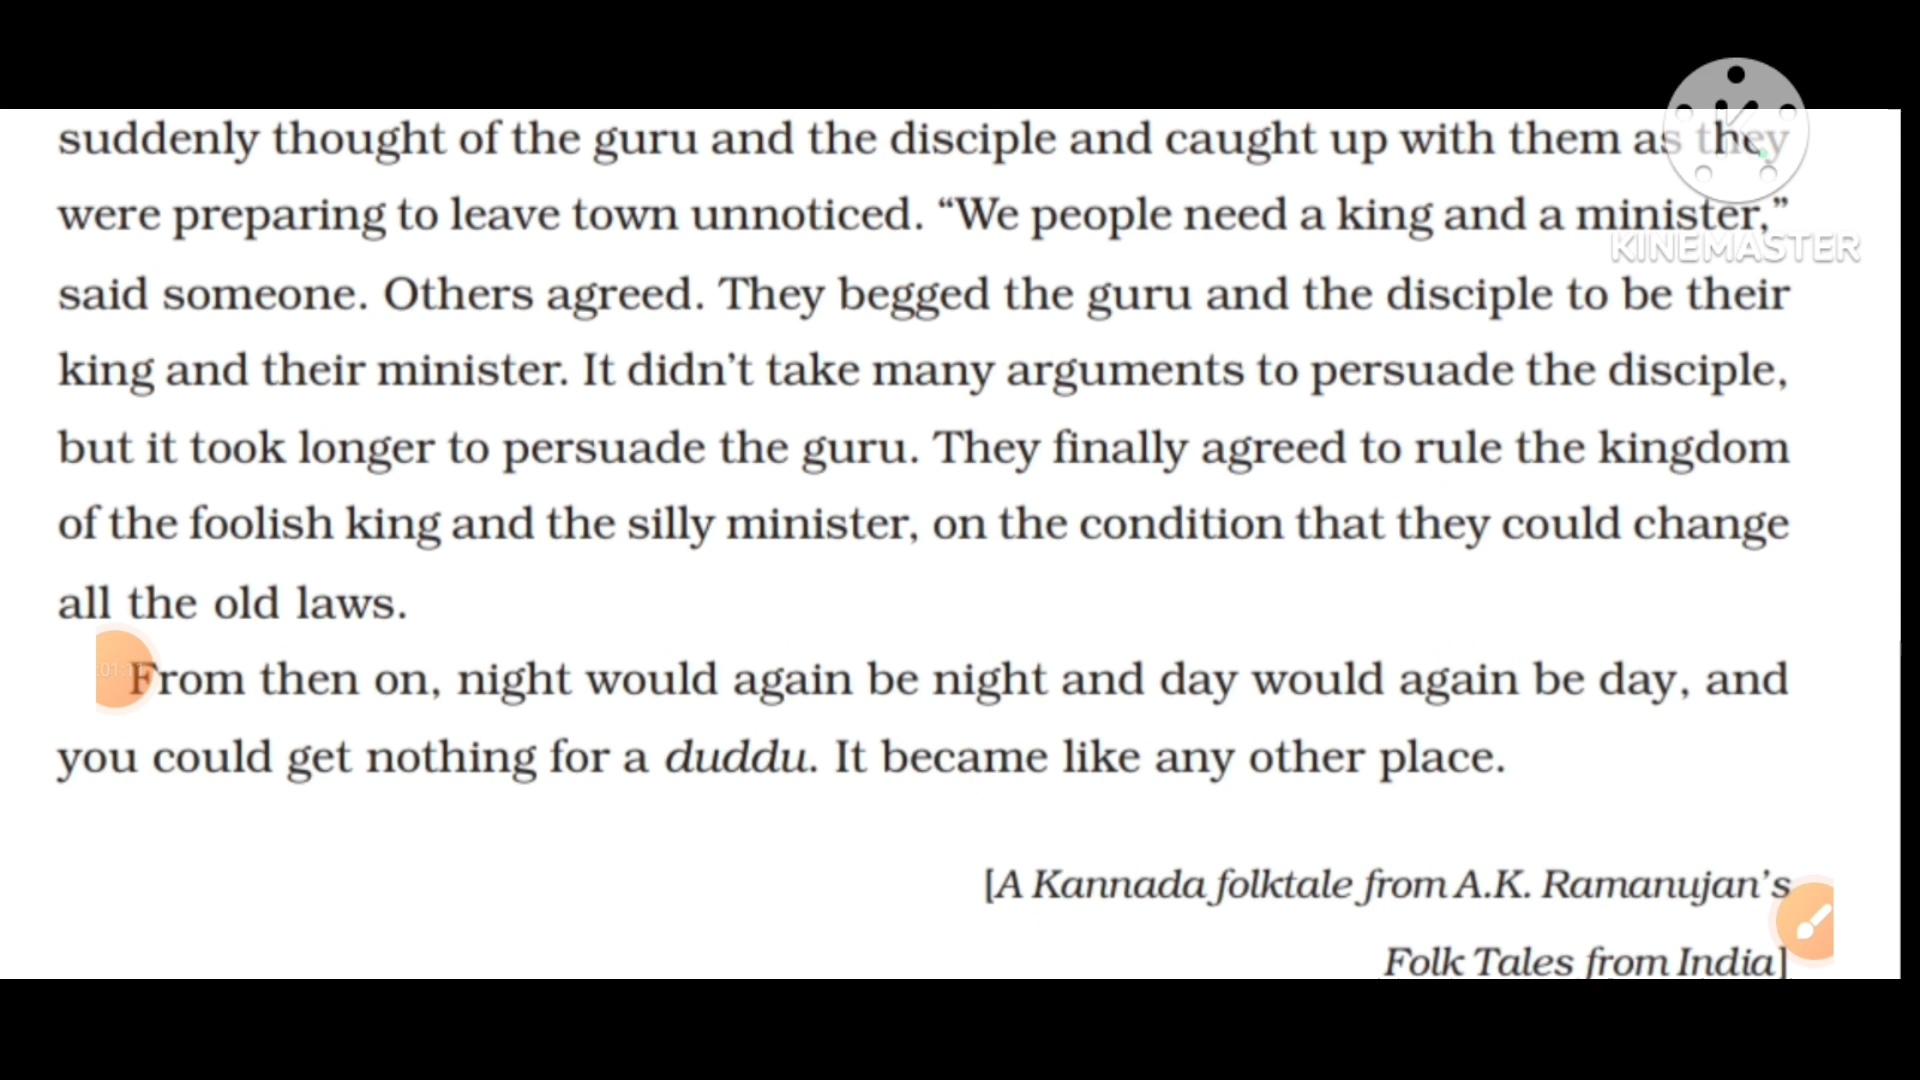 suddenly thought of the guru and the disciple and caught up with them as they
were preparing to leave town unnoticed. “We people need a king and a minister,”
KINEMASTER
said someone. Others agreed. They begged the guru and the disciple to be their
king and their minister. It didn’t take many arguments to persuade the disciple,
but it took longer to persuade the guru. They finally agreed to rule the kingdom
of the foolish king and the silly minister, on the condition that they could change
all the old laws.
From then on, night would again be night and day would again be day, and
you could get nothing for a duddu. It became like any other place.
[A Kannada folktale from A.K. Ramanujan’s
Folk Tales from India]